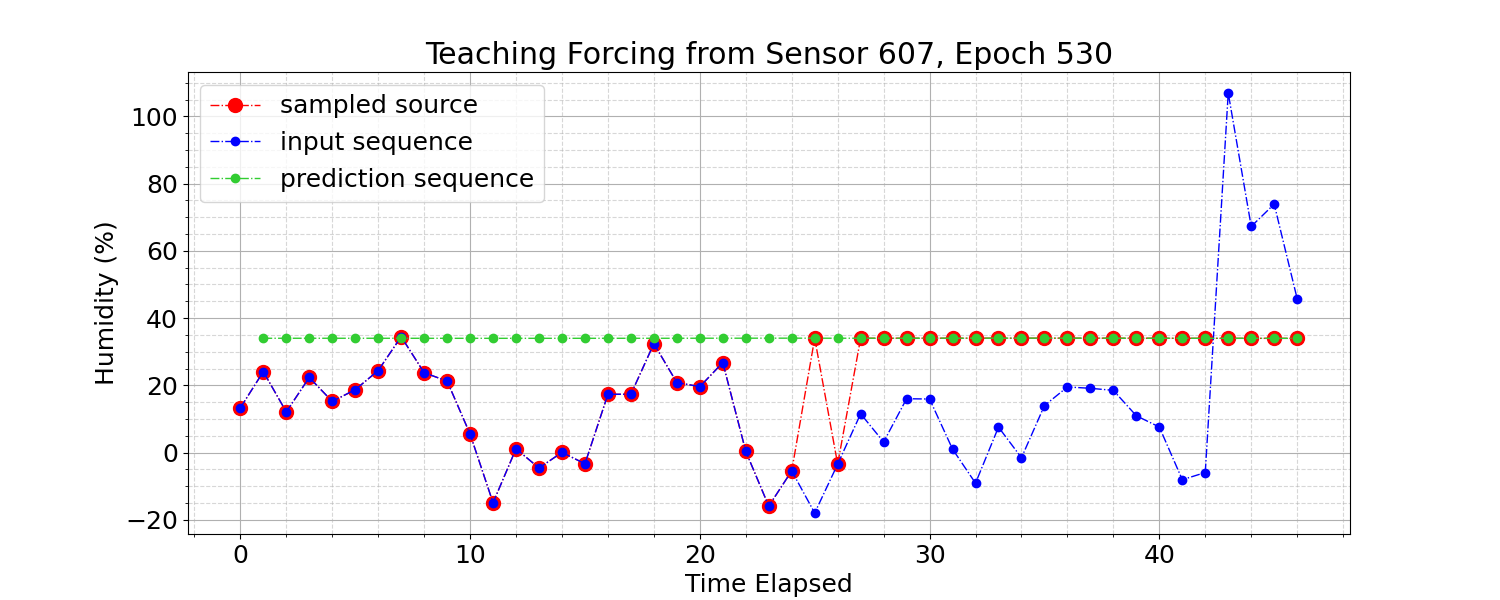 Teaching Forcing from Sensor 607, Epoch 530
sampled source
input sequence
prediction sequence
Humidity (%)
100
80
60
40
20
0
−20
0 10 20 30 40
Time Elapsed